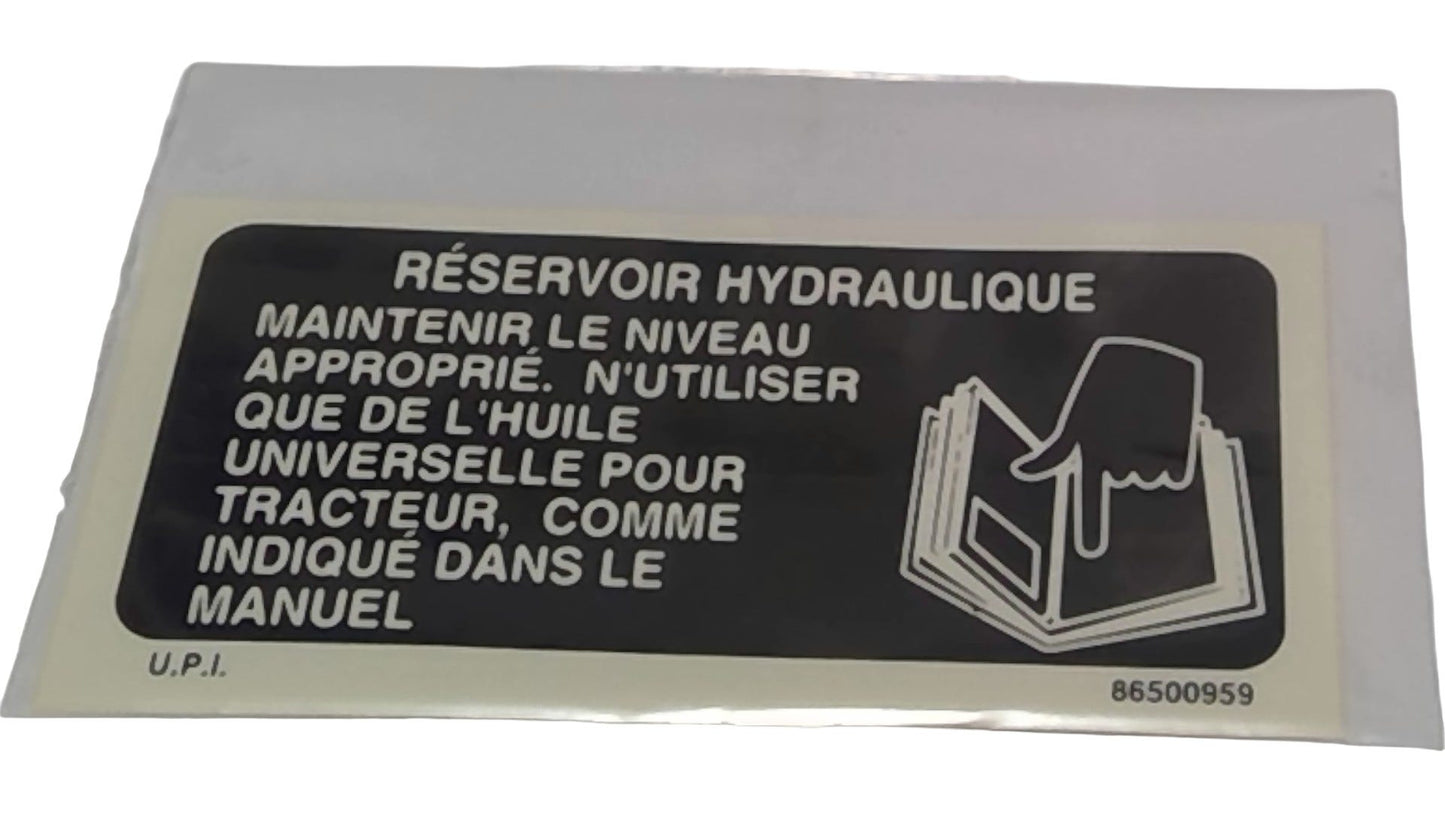 RÉSERVOIR HYDRAULIQUE
MAINTENIR LE NIVEAU
APPROPRIÉ. N'UTILISER
QUE DE L'HUILE
UNIVERSELLE POUR
TRACTEUR, COMME
INDIQUÉ DANS LE
MANUEL
U.P.I.
86500959